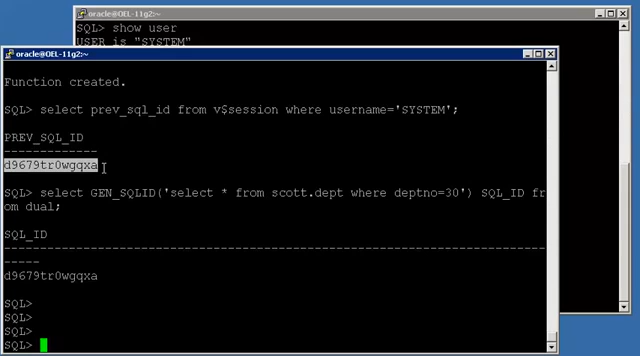 oracle@OEL-11g2:~
SQL> show user
USER is "SYSTEM"
oracle@OEL-11g2:~
Function created.
SQL> select prev_sql_id from v$session where username='SYSTEM';
PREV_SQL_ID
-------------
d9679tr0wgqxa
SQL> select GEN_SQLID('select * from scott.dept where deptno=30') SQL_ID fr
om dual;
SQL_ID
---------------------------------------------------------------------------
-----
d9679tr0wgqxa
SQL>
SQL>
SQL>
SQL>